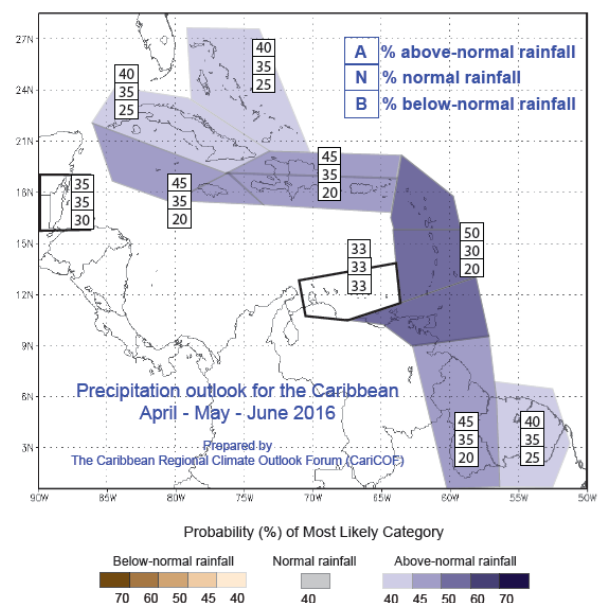 27N
24N
21N
18N
15N
12N
9N
6N
3N
90W
85W
80W
75W
70W
65W
60W
55W
50W
A % above-normal rainfall
N % normal rainfall
B % below-normal rainfall
40
35
25
40
35
25
45
35
20
45
35
20
35
35
30
50
30
20
33
33
33
45
35
20
40
35
25
Precipitation outlook for the Caribbean
April - May - June 2016
Prepared by
The Caribbean Regional Climate Outlook Forum (CariCOF)
Probability (%) of Most Likely Category
Below-normal rainfall
70 60 50 45 40
Normal rainfall
40
Above-normal rainfall
40 45 50 60 70